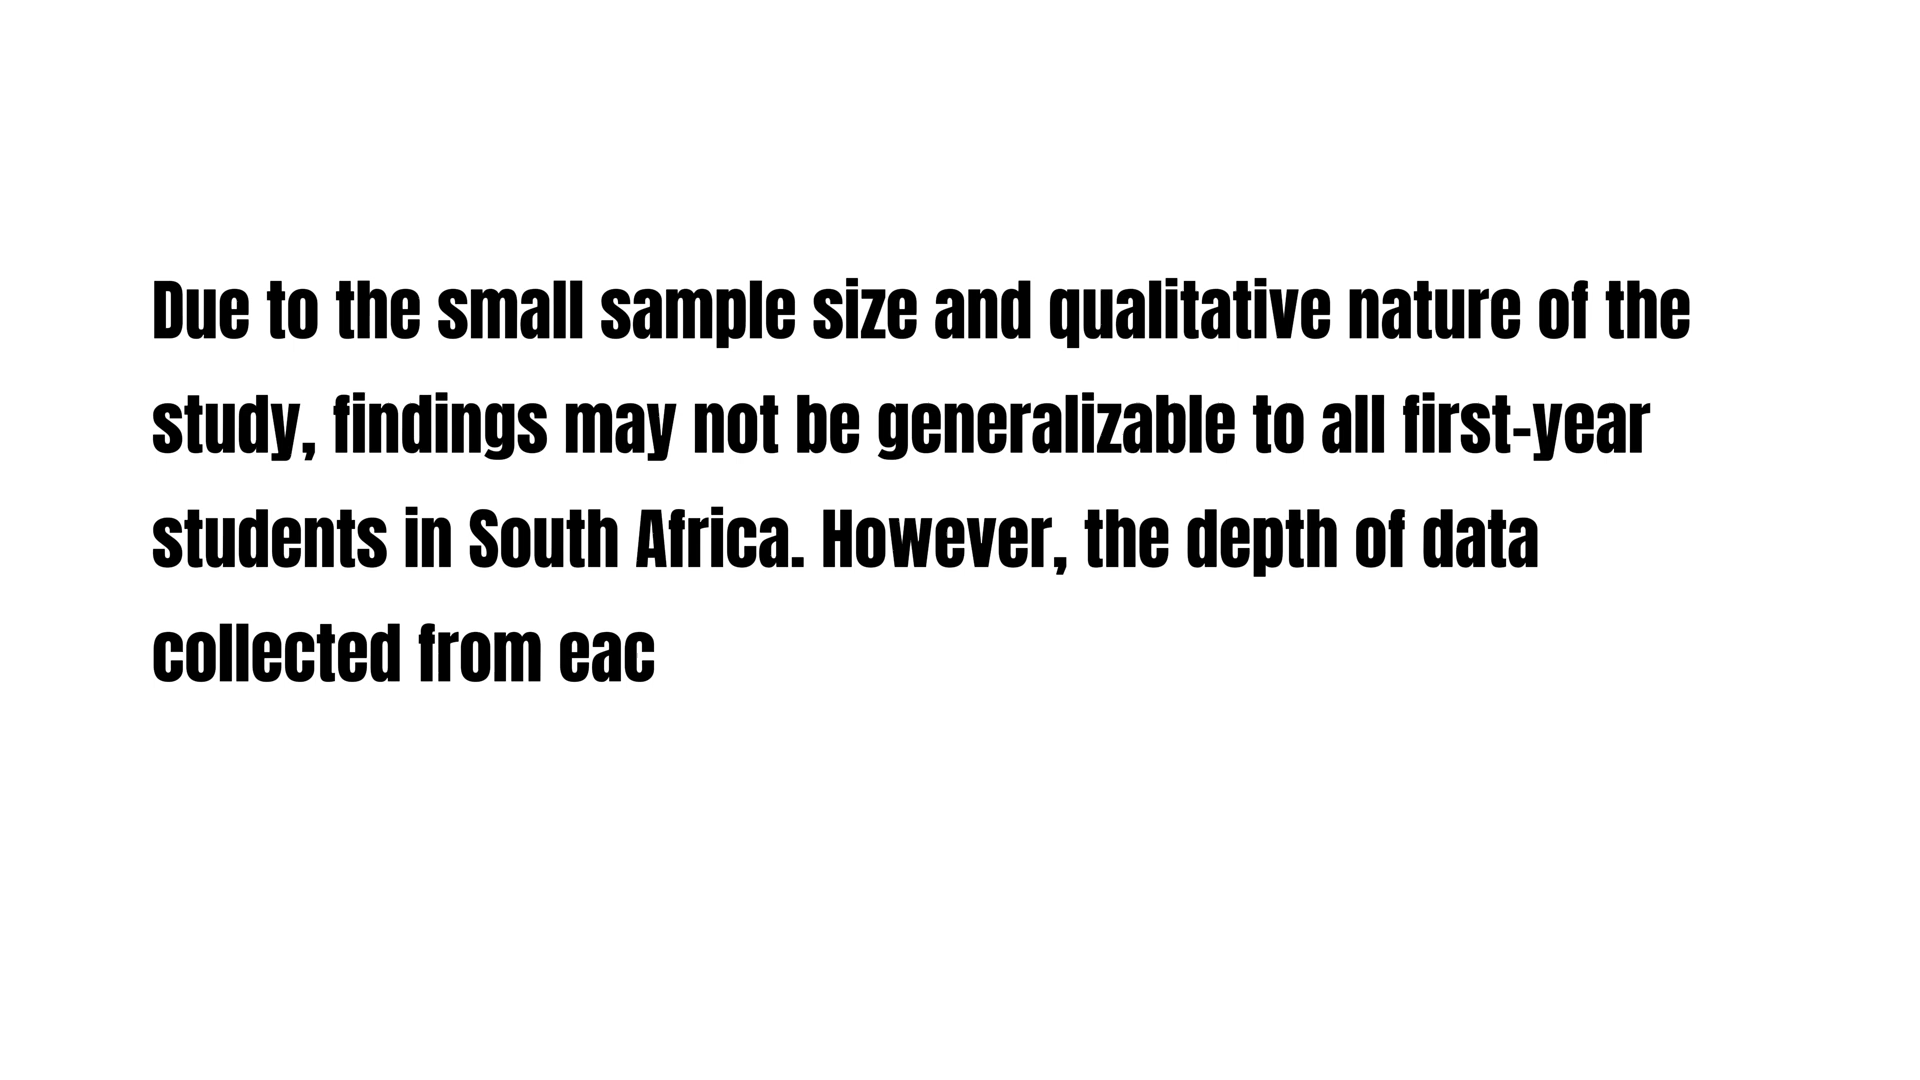 Due to the small sample size and qualitative nature of the
study, findings may not be generalizable to all first-year
students in South Africa. However, the depth of data
collected from eac